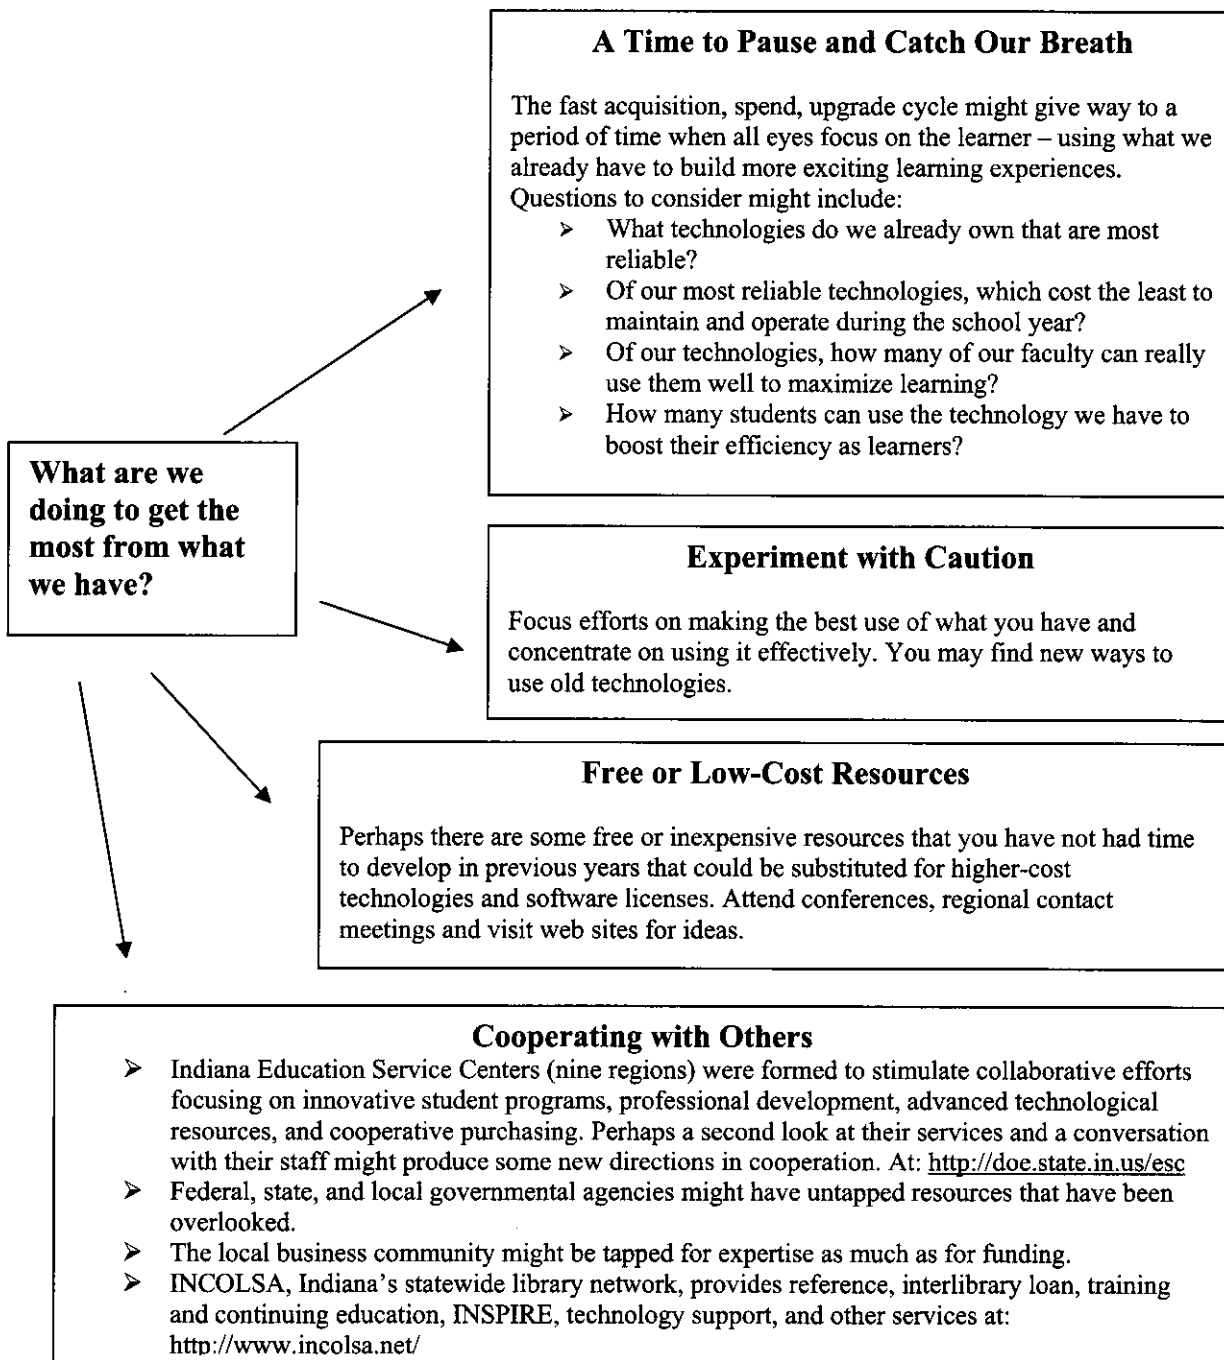 A Time to Pause and Catch Our Breath
The fast acquisition, spend, upgrade cycle might give way to a
period of time when all eyes focus on the learner – using what we
already have to build more exciting learning experiences.
Questions to consider might include:
➢ What technologies do we already own that are most
reliable?
➢ Of our most reliable technologies, which cost the least to
maintain and operate during the school year?
➢ Of our technologies, how many of our faculty can really
use them well to maximize learning?
➢ How many students can use the technology we have to
boost their efficiency as learners?
What are we
doing to get the
most from what
we have?
Experiment with Caution
Focus efforts on making the best use of what you have and
concentrate on using it effectively. You may find new ways to
use old technologies.
Free or Low-Cost Resources
Perhaps there are some free or inexpensive resources that you have not had time
to develop in previous years that could be substituted for higher-cost
technologies and software licenses. Attend conferences, regional contact
meetings and visit web sites for ideas.
Cooperating with Others
➢ Indiana Education Service Centers (nine regions) were formed to stimulate collaborative efforts
focusing on innovative student programs, professional development, advanced technological
resources, and cooperative purchasing. Perhaps a second look at their services and a conversation
with their staff might produce some new directions in cooperation. At: http://doe.state.in.us/esc
➢ Federal, state, and local governmental agencies might have untapped resources that have been
overlooked.
➢ The local business community might be tapped for expertise as much as for funding.
➢ INCOLSA, Indiana's statewide library network, provides reference, interlibrary loan, training
and continuing education, INSPIRE, technology support, and other services at:
http://www.incolsa.net/